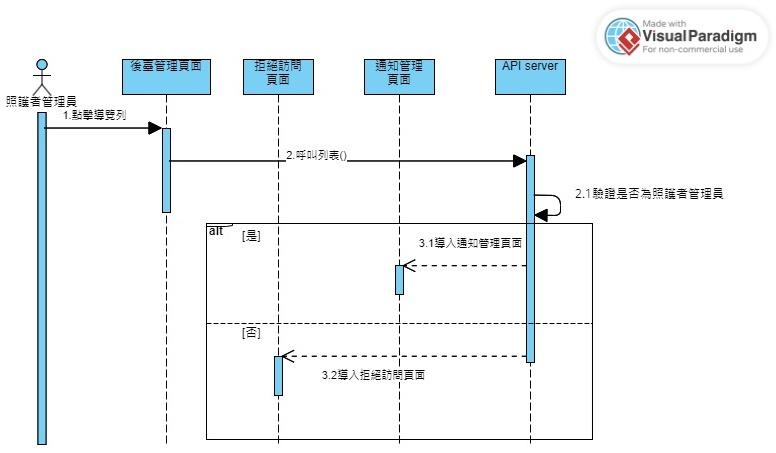 Made with
VisualParadigm
For non-commercial use
照護者管理員
後臺管理頁面
拒絕訪問
頁面
通知管理
頁面
API server
1.點擊導覽列
2.呼叫列表()
2.1驗證是否為照護者管理員
alt
[是]
3.1導入通知管理頁面
[否]
3.2導入拒絕訪問頁面